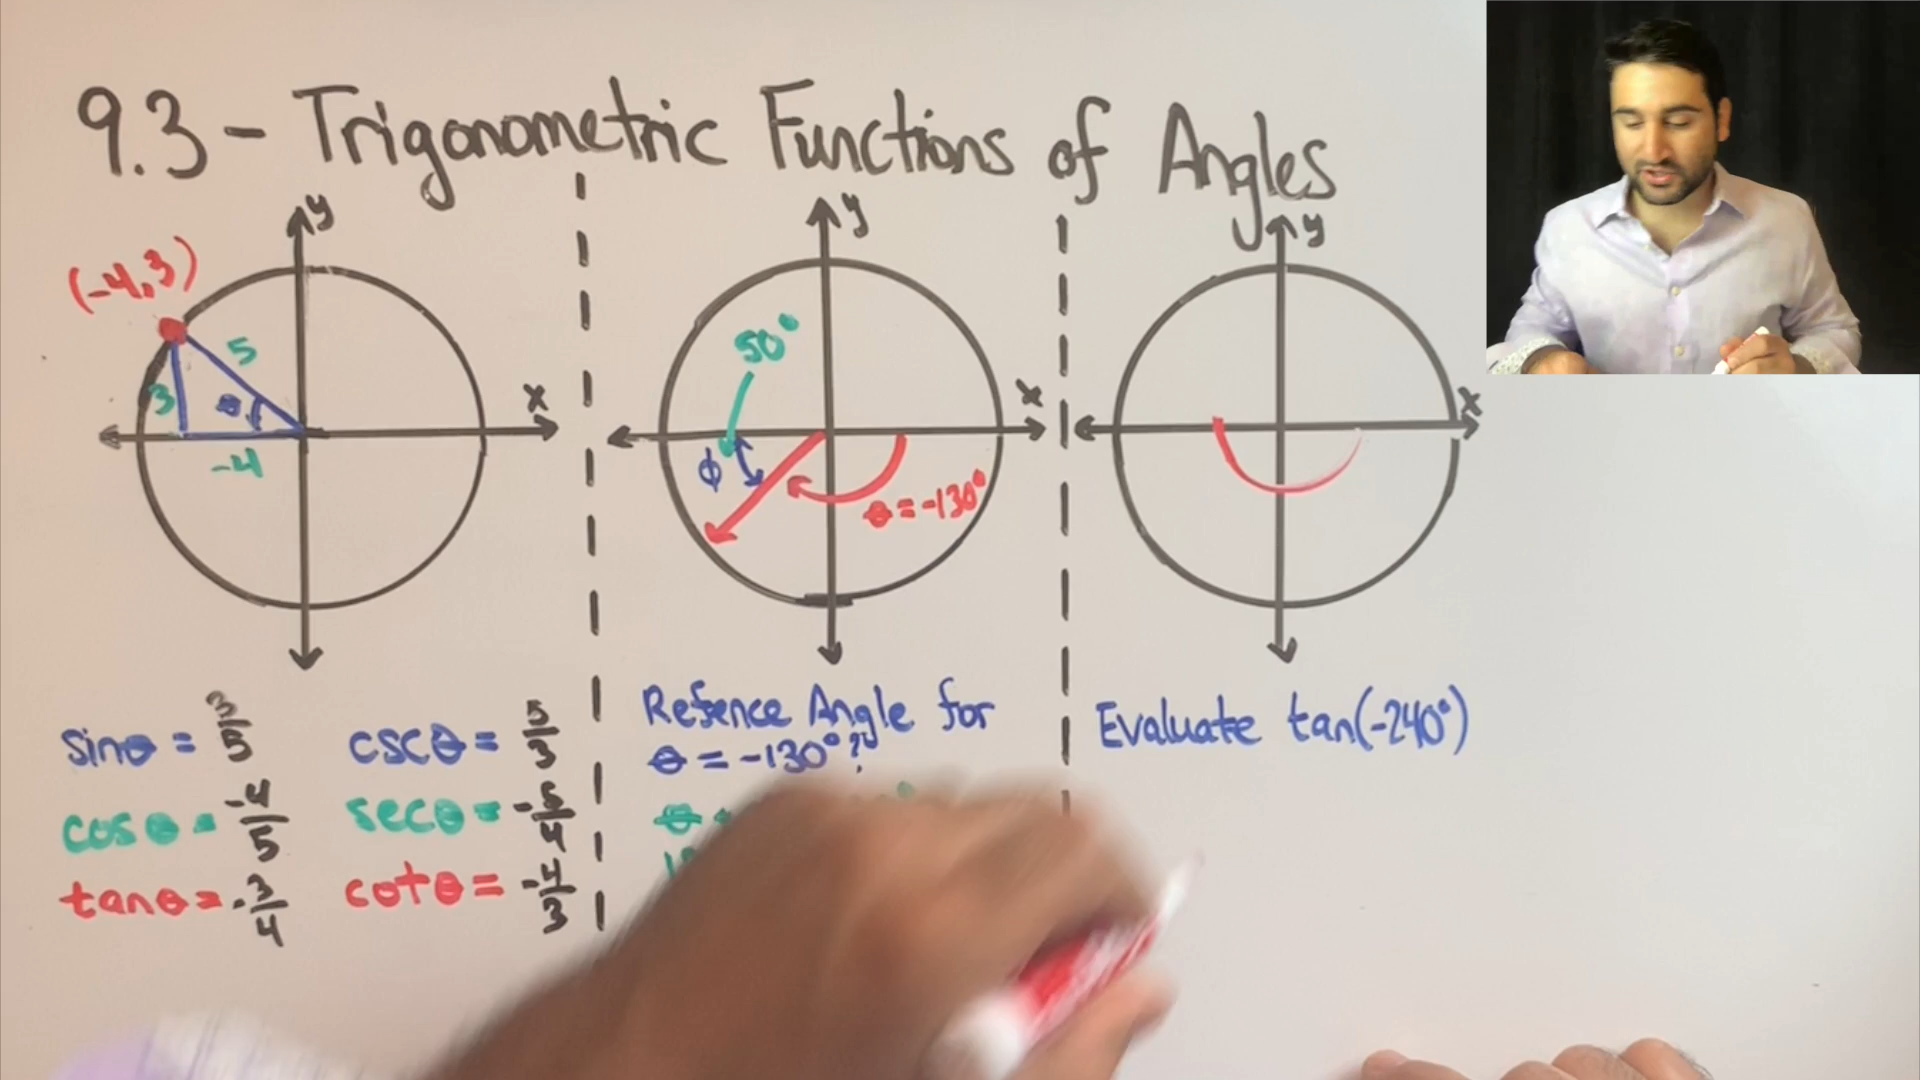 9.3 - Trigonometric Functions of Angles
(-4,3)
y
x
5
3
θ
-4
y
x
50°
ϕ
θ = -130°
y
x
sinθ = 3/5
cscθ = 5/3
cosθ = -4/5
secθ = -5/4
tanθ = -3/4
cotθ = -4/3
Refence Angle for
θ = -130°?
θ
Evaluate tan(-240°)